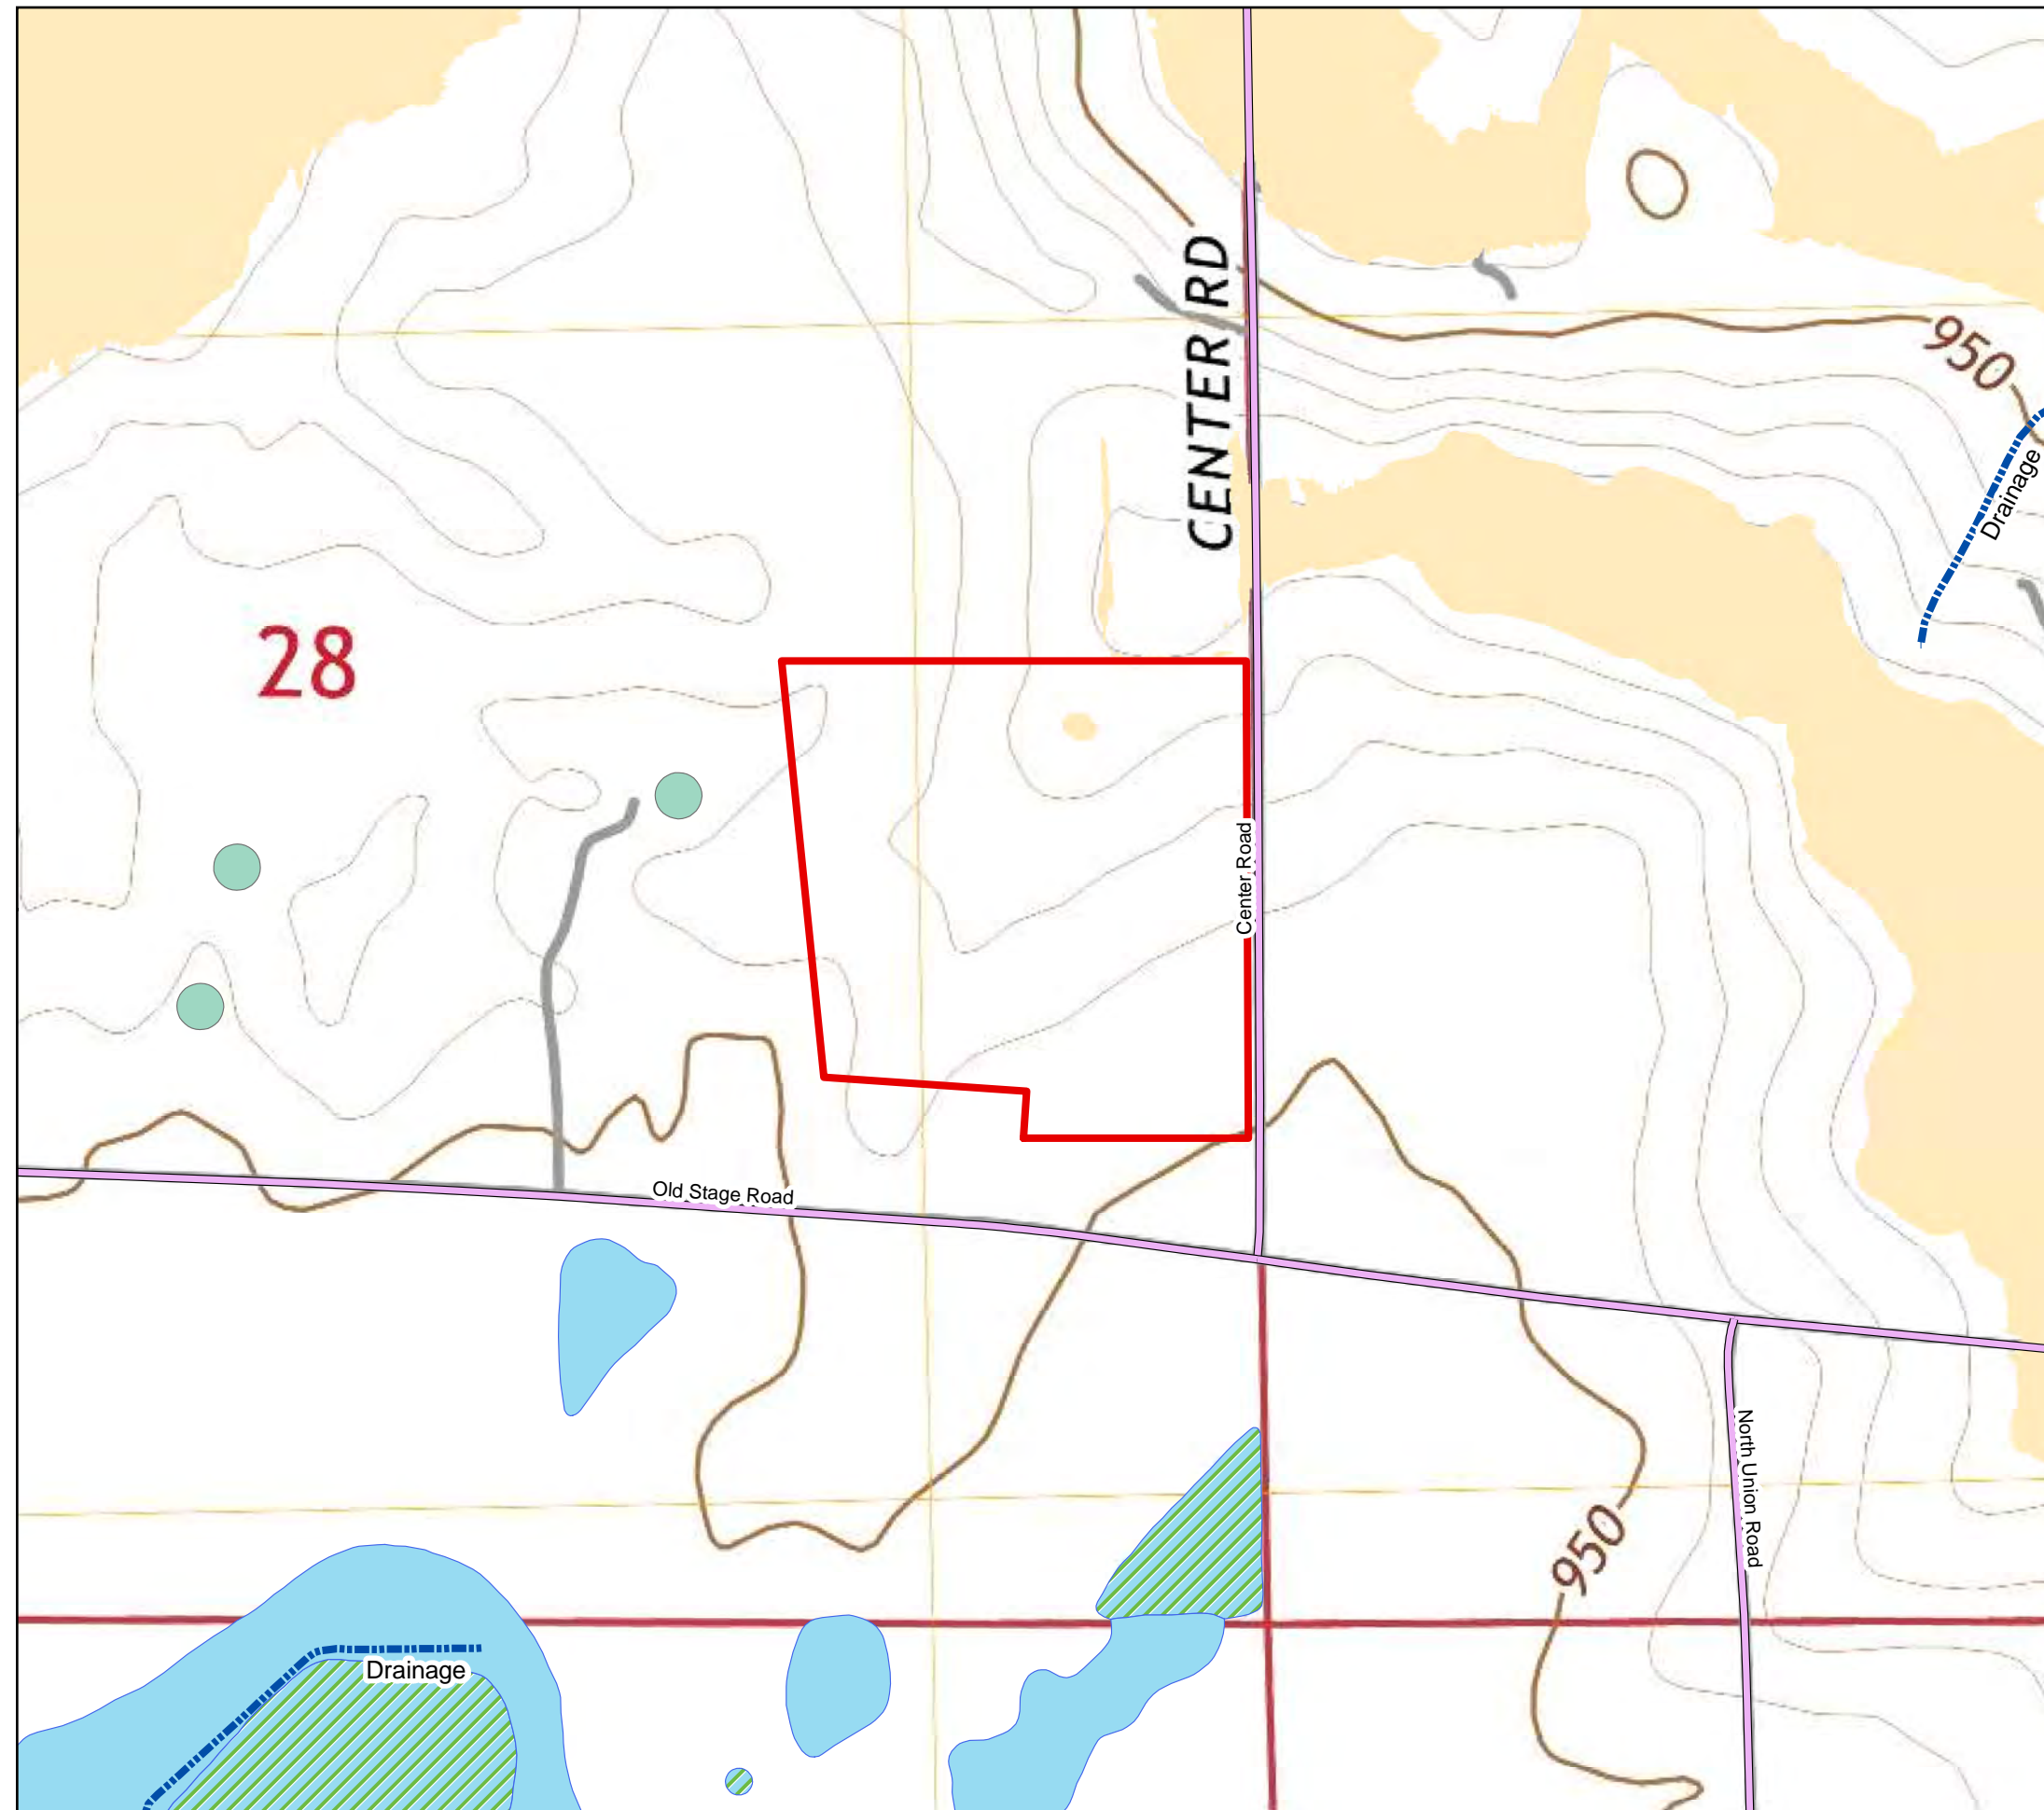 CENTER RD
950
Drainage
28
Center Road
Old Stage Road
North Union Road
950
Drainage